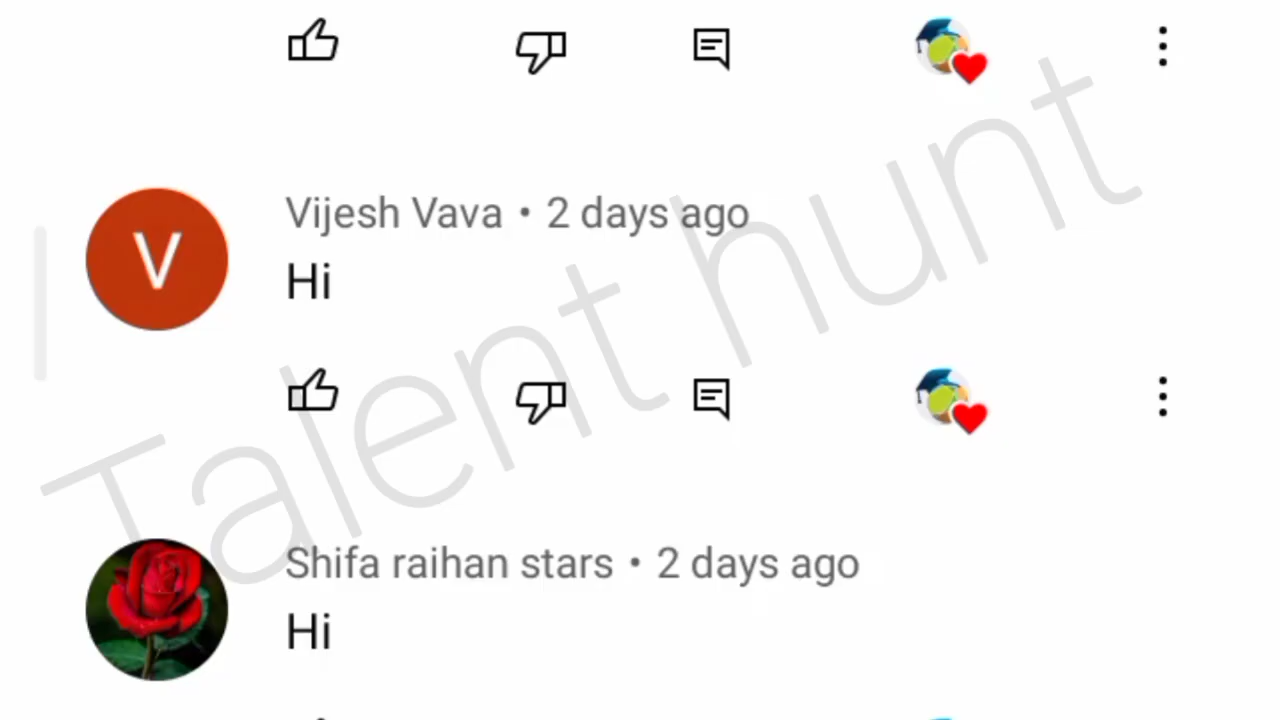 Vijesh Vava • 2 days ago
Hi
Talent hunt
Shifa raihan stars • 2 days ago
Hi
V